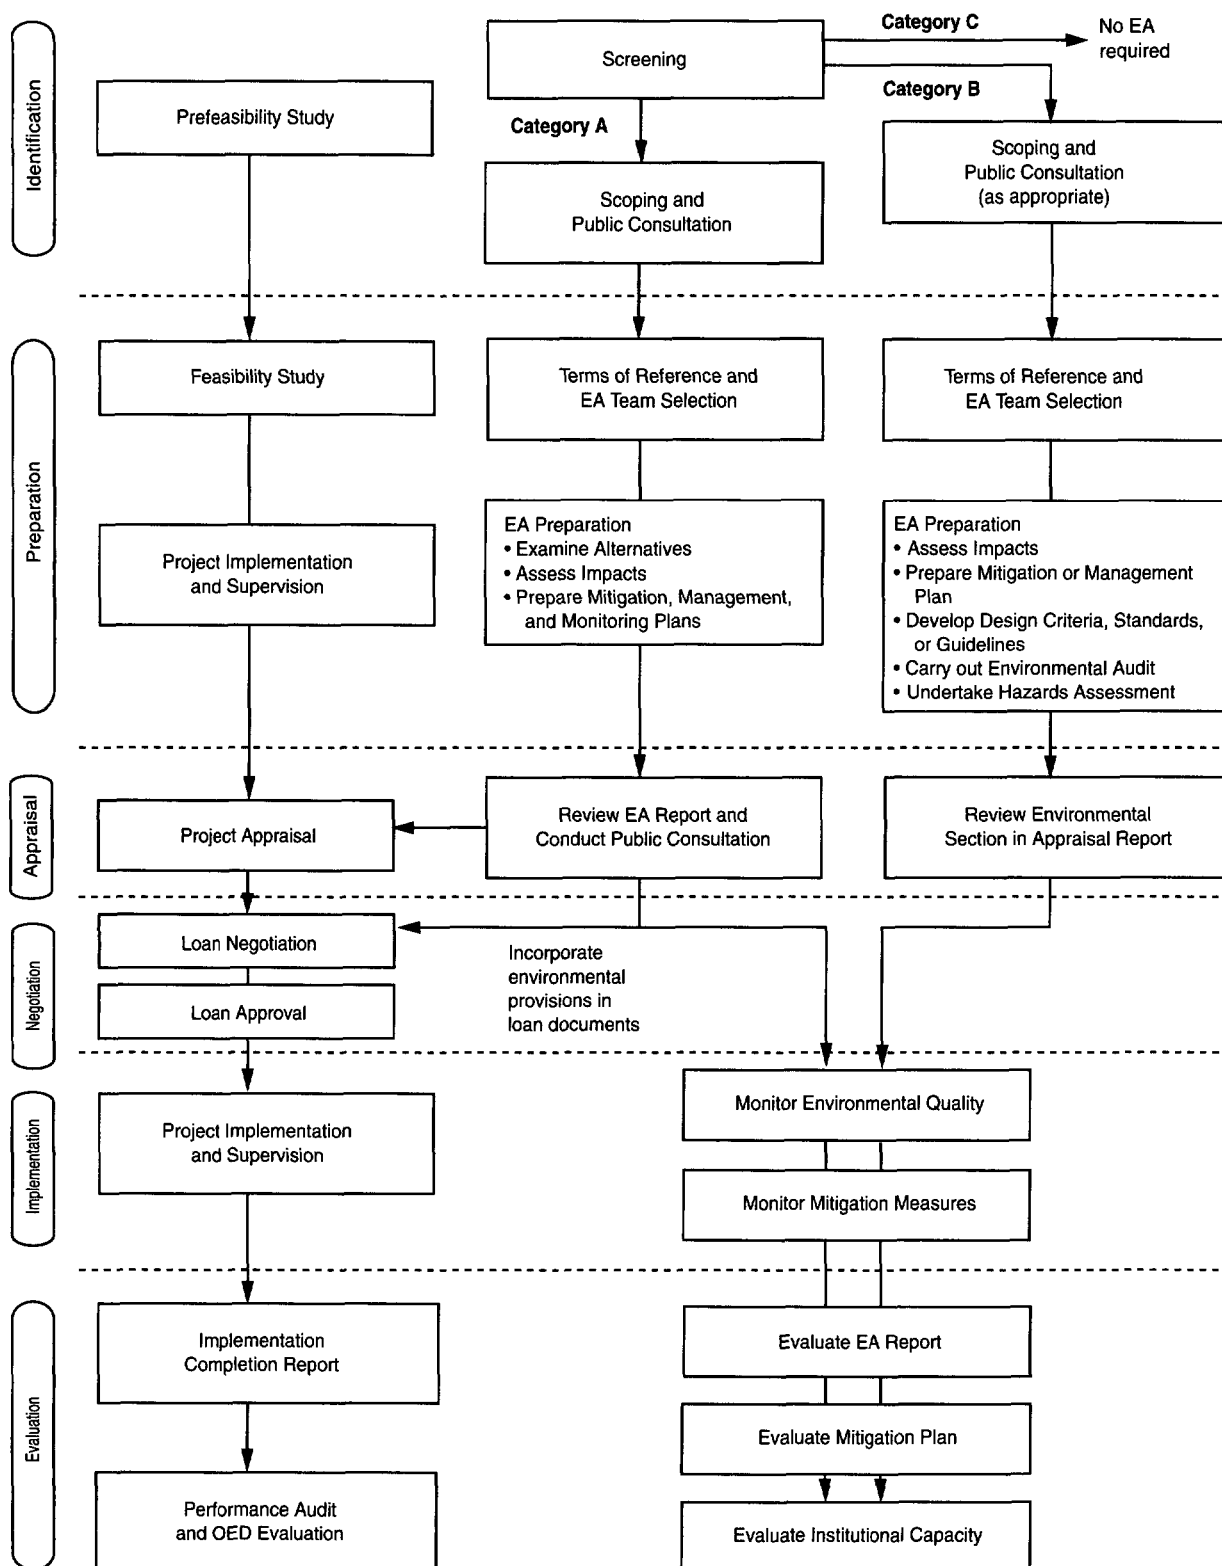 Identification
Prefeasibility Study
Screening
Category C
No EA
required
Category B
Category A
Scoping and
Public Consultation
Scoping and
Public Consultation
(as appropriate)
Preparation
Feasibility Study
Terms of Reference and
EA Team Selection
Terms of Reference and
EA Team Selection
Project Implementation
and Supervision
EA Preparation
• Examine Alternatives
• Assess Impacts
• Prepare Mitigation, Management,
and Monitoring Plans
EA Preparation
• Assess Impacts
• Prepare Mitigation or Management
Plan
• Develop Design Criteria, Standards,
or Guidelines
• Carry out Environmental Audit
• Undertake Hazards Assessment
Appraisal
Project Appraisal
Review EA Report and
Conduct Public Consultation
Review Environmental
Section in Appraisal Report
Negotiation
Loan Negotiation
Loan Approval
Incorporate
environmental
provisions in
loan documents
Implementation
Project Implementation
and Supervision
Monitor Environmental Quality
Monitor Mitigation Measures
Evaluation
Implementation
Completion Report
Evaluate EA Report
Evaluate Mitigation Plan
Performance Audit
and OED Evaluation
Evaluate Institutional Capacity